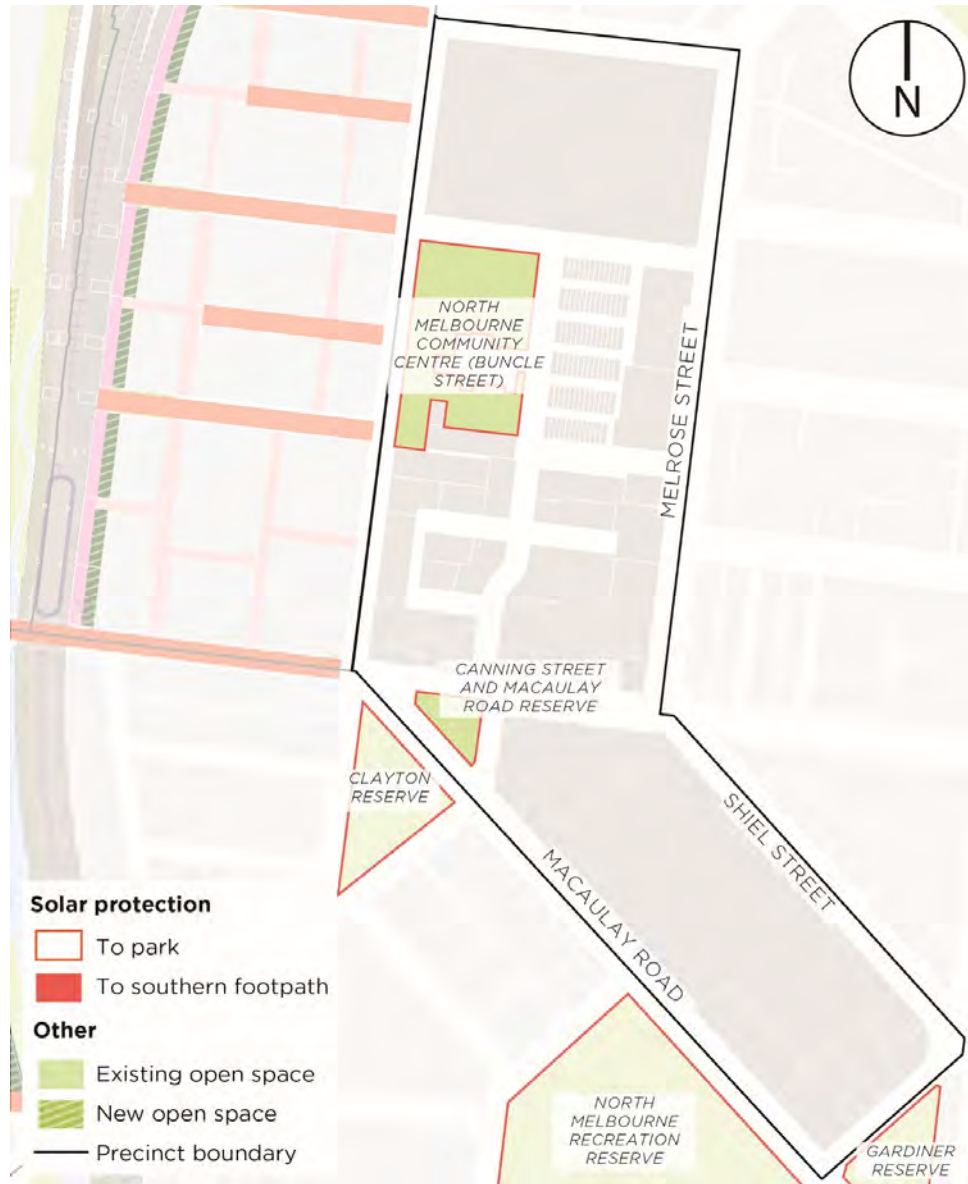 N
NORTH
MELBOURNE
COMMUNITY
CENTRE (BUNCLE
STREET)
MELROSE STREET
CANNING STREET
AND MACAULAY
ROAD RESERVE
CLAYTON
RESERVE
SHIEL STREET
MACAULAY ROAD
NORTH
MELBOURNE
RECREATION
RESERVE
GARDINER
RESERVE
Solar protection
To park
To southern footpath
Other
Existing open space
New open space
Precinct boundary